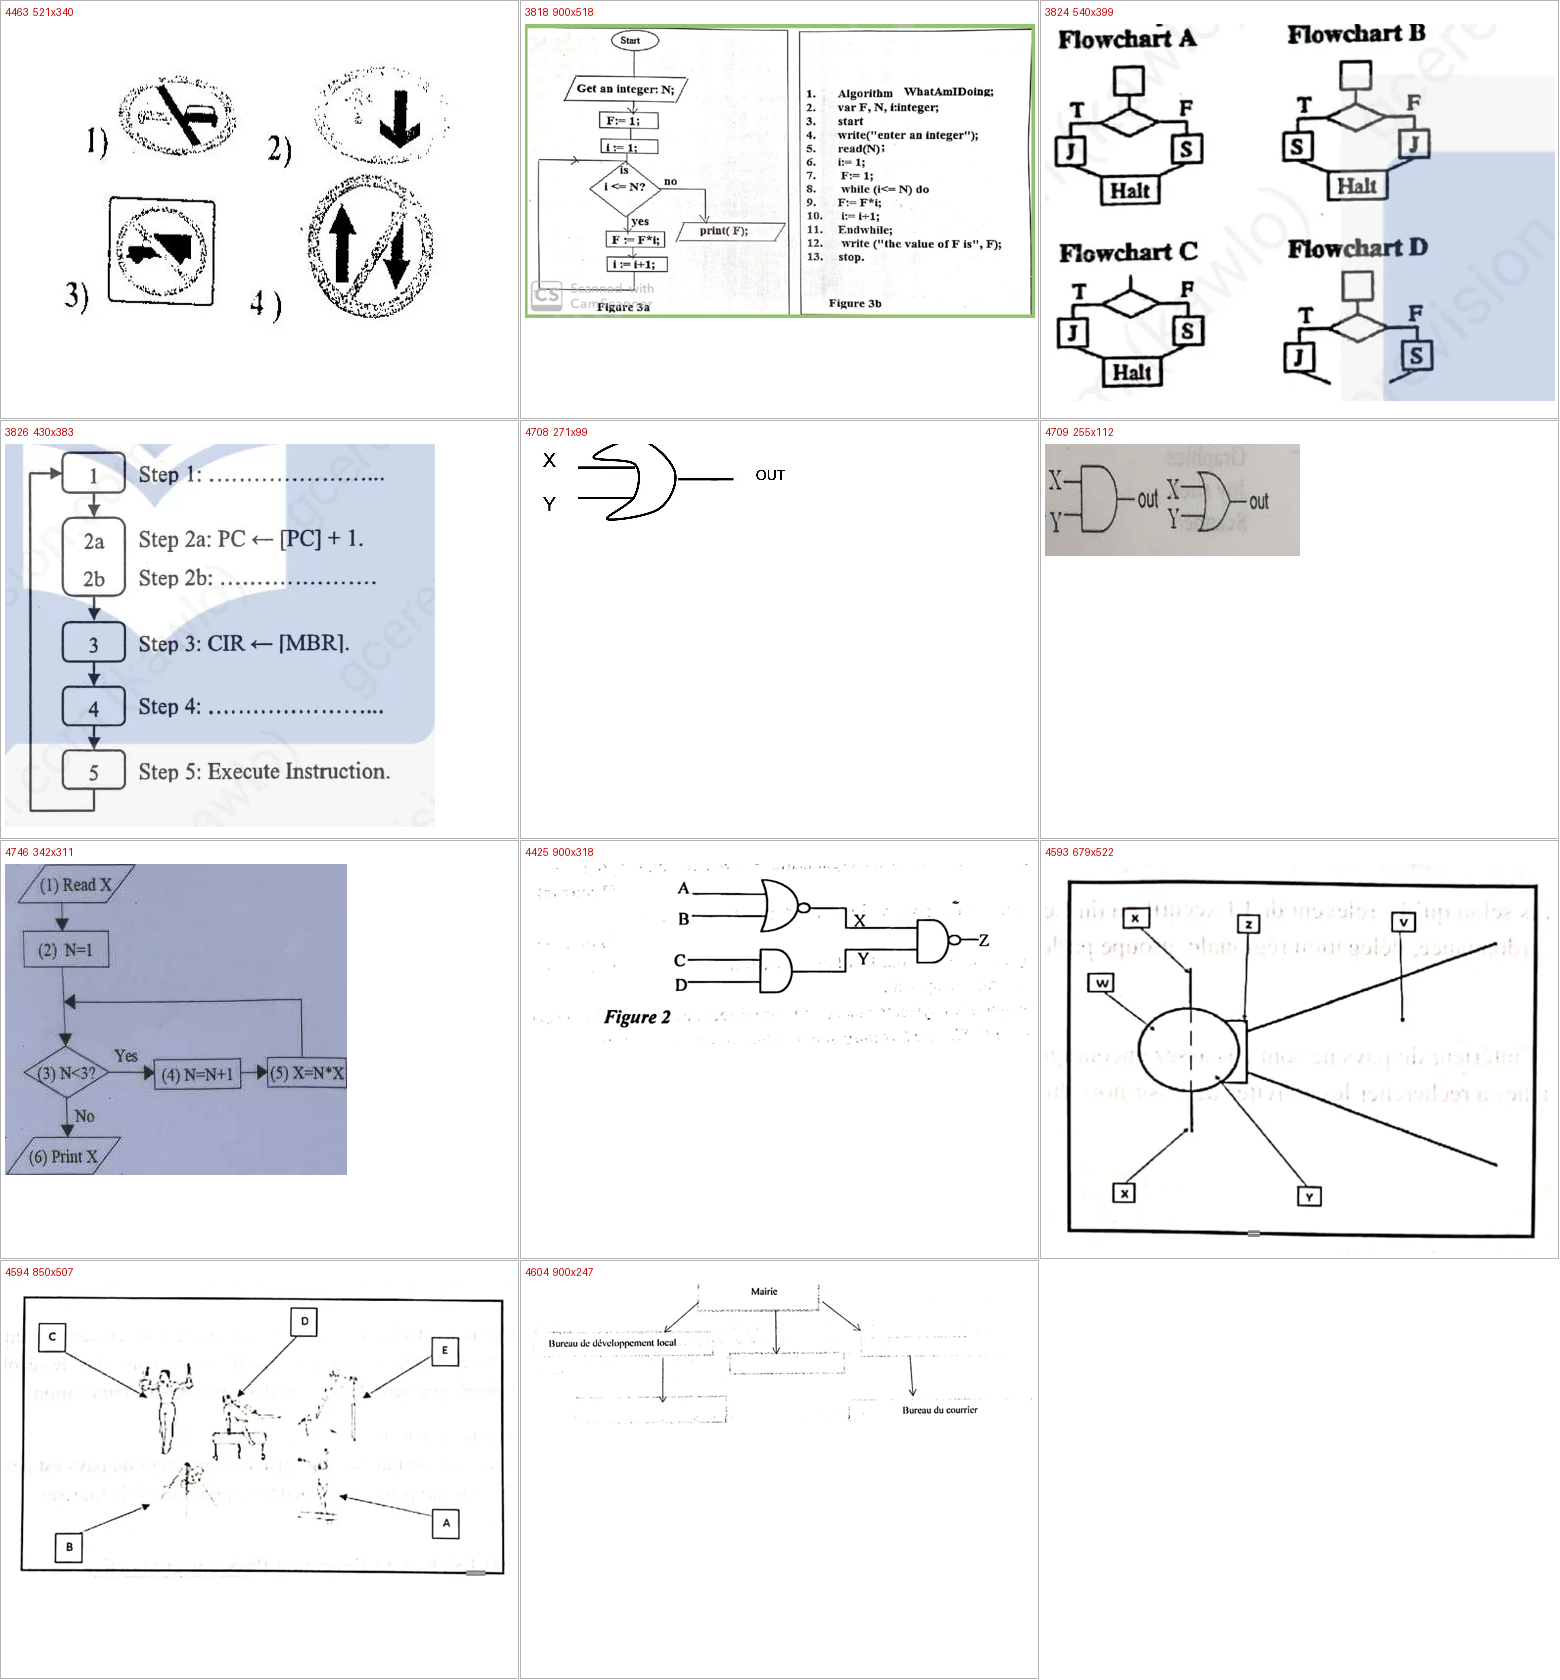 4463 521x340
1)
2)
3)
4)
3818 900x518
Start
Get an integer: N;
F:= 1;
i := 1;
is
i <= N?
no
yes
print( F);
F := F*i;
i := i+1;
CS Scanned with
CamScanner
Figure 3a
1. Algorithm WhatAmIDoing;
2. var F, N, i:integer;
3. start
4. write("enter an integer");
5. read(N);
6. i:= 1;
7. F:= 1;
8. while (i<= N) do
9. F:= F*i;
10. i:= i+1;
11. Endwhile;
12. write ("the value of F is", F);
13. stop.
Figure 3b
3824 540x399
Flowchart A
T
F
J
S
Halt
Flowchart B
T
F
S
J
Halt
Flowchart C
T
F
J
S
Halt
Flowchart D
T
F
J
S
3826 430x383
1 Step 1: ..........................
2a Step 2a: PC ← [PC] + 1.
2b Step 2b: ......................
3 Step 3: CIR ← [MBR].
4 Step 4: ..........................
5 Step 5: Execute Instruction.
4708 271x99
X
Y
OUT
4709 255x112
X
Y
out
X
Y
out
4746 342x311
(1) Read X
(2) N=1
(3) N<3?
Yes
(4) N=N+1
(5) X=N*X
No
(6) Print X
4425 900x318
A
B
X
C
D
Y
Z
Figure 2
4593 679x522
X
Z
V
W
X
Y
4594 850x507
C
D
E
B
A
4604 900x247
Mairie
Bureau de développement local
Bureau du courrier